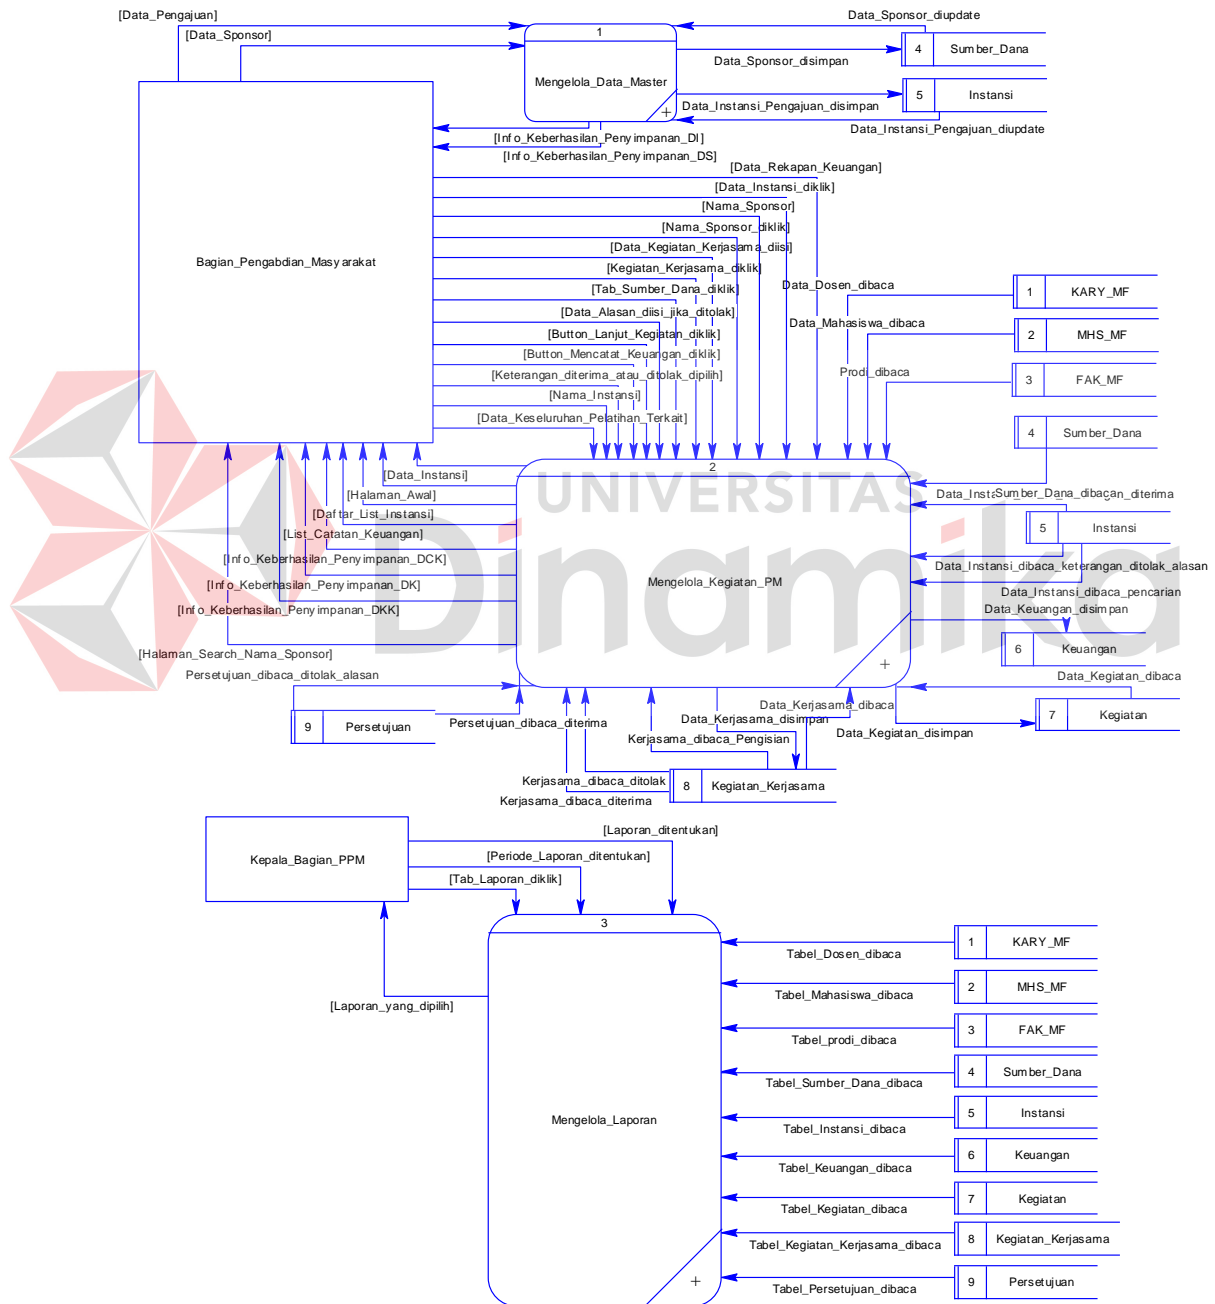 [Data_Pengajuan]
[Data_Sponsor]
1
Mengelola_Data_Master
+
Data_Sponsor_diupdate
4 Sumber_Dana
Data_Sponsor_disimpan
5 Instansi
Data_Instansi_Pengajuan_disimpan
Data_Instansi_Pengajuan_diupdate
[Info_Keberhasilan_Penyimpanan_DI]
[Info_Keberhasilan_Penyimpanan_DS]
Bagian_Pengabdian_Masyarakat
[Data_Rekapan_Keuangan]
[Data_Instansi_diklik]
[Nama_Sponsor]
[Nama_Sponsor_diklik]
[Data_Kegiatan_Kerjasama_diisi]
[Kegiatan_Kerjasama_diklik]
[Tab_Sumber_Dana_diklik]
[Data_Alasan_diisi_jika_ditolak]
[Button_Lanjut_Kegiatan_diklik]
[Button_Mencatat_Keuangan_diklik]
[Keterangan_diterima_atau_ditolak_dipilih]
[Nama_Instansi]
[Data_Keseluruhan_Pelatihan_Terkait]
Data_Dosen_dibaca
1 KARY_MF
Data_Mahasiswa_dibaca
2 MHS_MF
Prodi_dibaca
3 FAK_MF
4 Sumber_Dana
2
Mengelola_Kegiatan_PM
+
UNIVERSITAS
Dinamika
[Data_Instansi]
[Halaman_Awal]
[Daftar_List_Instansi]
[List_Catatan_Keuangan]
[Info_Keberhasilan_Penyimpanan_DCK]
[Info_Keberhasilan_Penyimpanan_DK]
[Info_Keberhasilan_Penyimpanan_DKK]
[Halaman_Search_Nama_Sponsor]
Sumber_Dana_dibaca
5 Instansi
Data_Instansi_dibaca_keterangan_ditolak_alasan
Data_Instansi_dibaca_pencarian
Data_Keuangan_disimpan
6 Keuangan
Data_Kegiatan_dibaca
7 Kegiatan
Data_Kegiatan_disimpan
Persetujuan_dibaca_ditolak_alasan
9 Persetujuan
Persetujuan_dibaca_diterima
Data_Kerjasama_dibaca
Data_Kerjasama_disimpan
Kerjasama_dibaca_Pengisian
Kerjasama_dibaca_ditolak
Kerjasama_dibaca_diterima
8 Kegiatan_Kerjasama
Kepala_Bagian_PPM
[Laporan_ditentukan]
[Periode_Laporan_ditentukan]
[Tab_Laporan_diklik]
[Laporan_yang_dipilih]
3
Mengelola_Laporan
+
1 KARY_MF
Tabel_Dosen_dibaca
2 MHS_MF
Tabel_Mahasiswa_dibaca
3 FAK_MF
Tabel_prodi_dibaca
4 Sumber_Dana
Tabel_Sumber_Dana_dibaca
5 Instansi
Tabel_Instansi_dibaca
6 Keuangan
Tabel_Keuangan_dibaca
7 Kegiatan
Tabel_Kegiatan_dibaca
8 Kegiatan_Kerjasama
Tabel_Kegiatan_Kerjasama_dibaca
9 Persetujuan
Tabel_Persetujuan_dibaca